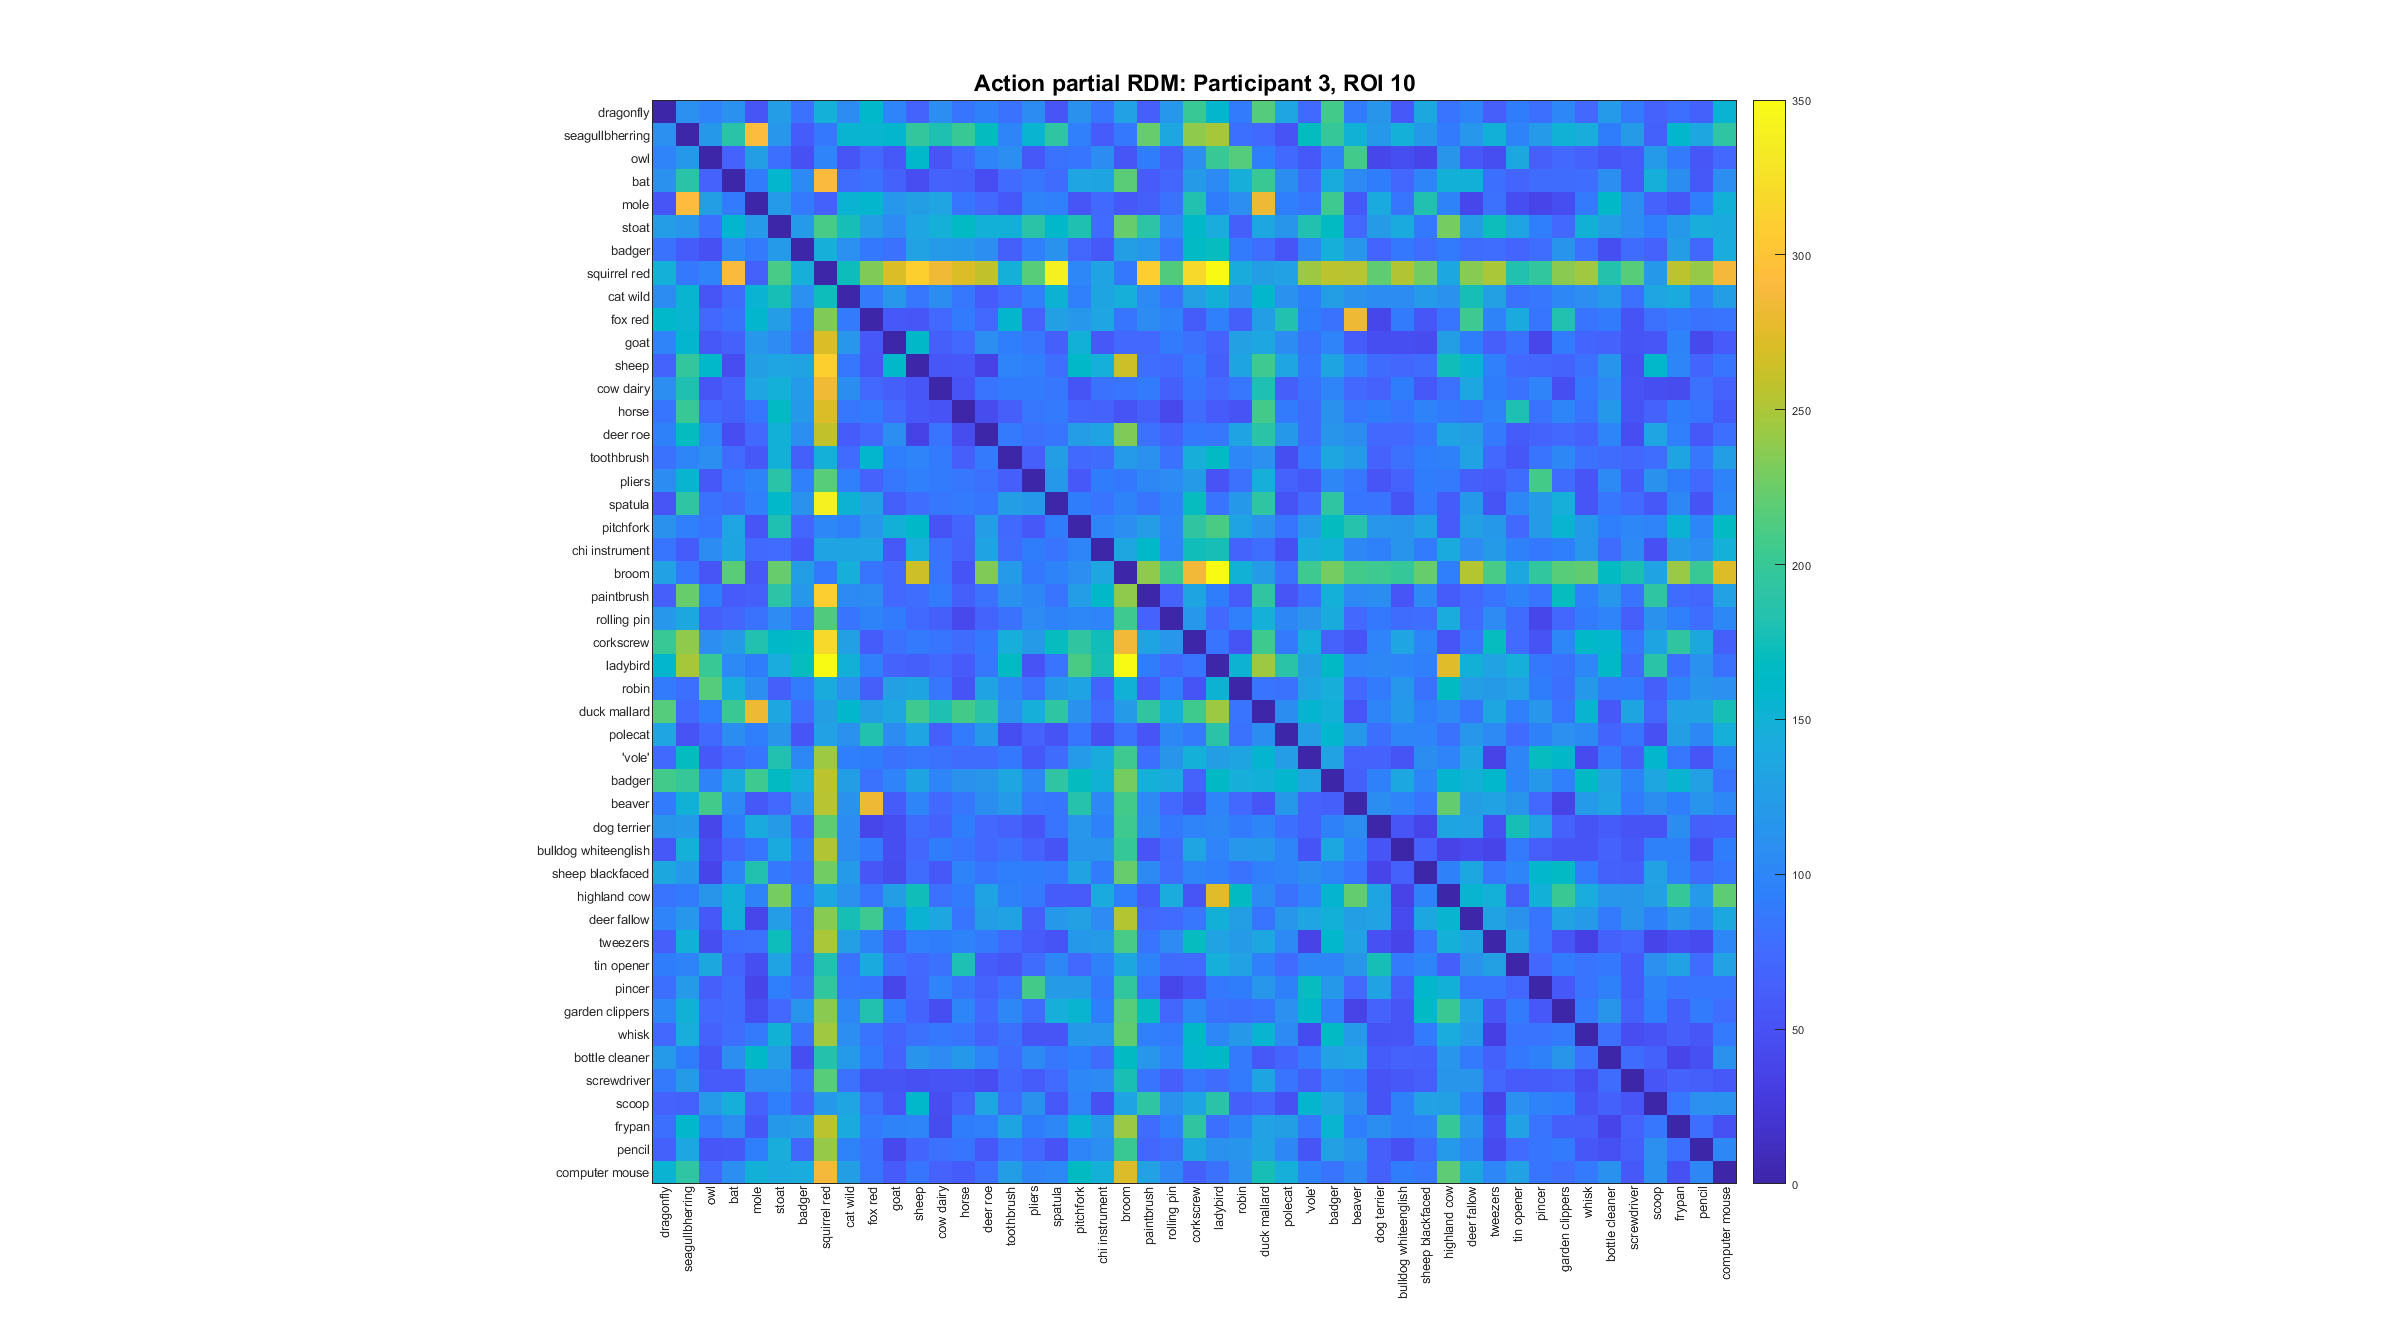 Action partial RDM: Participant 3, ROI 10
dragonfly
seagullbherring
owl
bat
mole
stoat
badger
squirrel red
cat wild
fox red
goat
sheep
cow dairy
horse
deer roe
toothbrush
pliers
spatula
pitchfork
chi instrument
broom
paintbrush
rolling pin
corkscrew
ladybird
robin
duck mallard
polecat
'vole'
badger
beaver
dog terrier
bulldog whiteenglish
sheep blackfaced
highland cow
deer fallow
tweezers
tin opener
pincer
garden clippers
whisk
bottle cleaner
screwdriver
scoop
frypan
pencil
computer mouse
dragonfly
seagullbherring
owl
bat
mole
stoat
badger
squirrel red
cat wild
fox red
goat
sheep
cow dairy
horse
deer roe
toothbrush
pliers
spatula
pitchfork
chi instrument
broom
paintbrush
rolling pin
corkscrew
ladybird
robin
duck mallard
polecat
'vole'
badger
beaver
dog terrier
bulldog whiteenglish
sheep blackfaced
highland cow
deer fallow
tweezers
tin opener
pincer
garden clippers
whisk
bottle cleaner
screwdriver
scoop
frypan
pencil
computer mouse
350
300
250
200
150
100
50
0